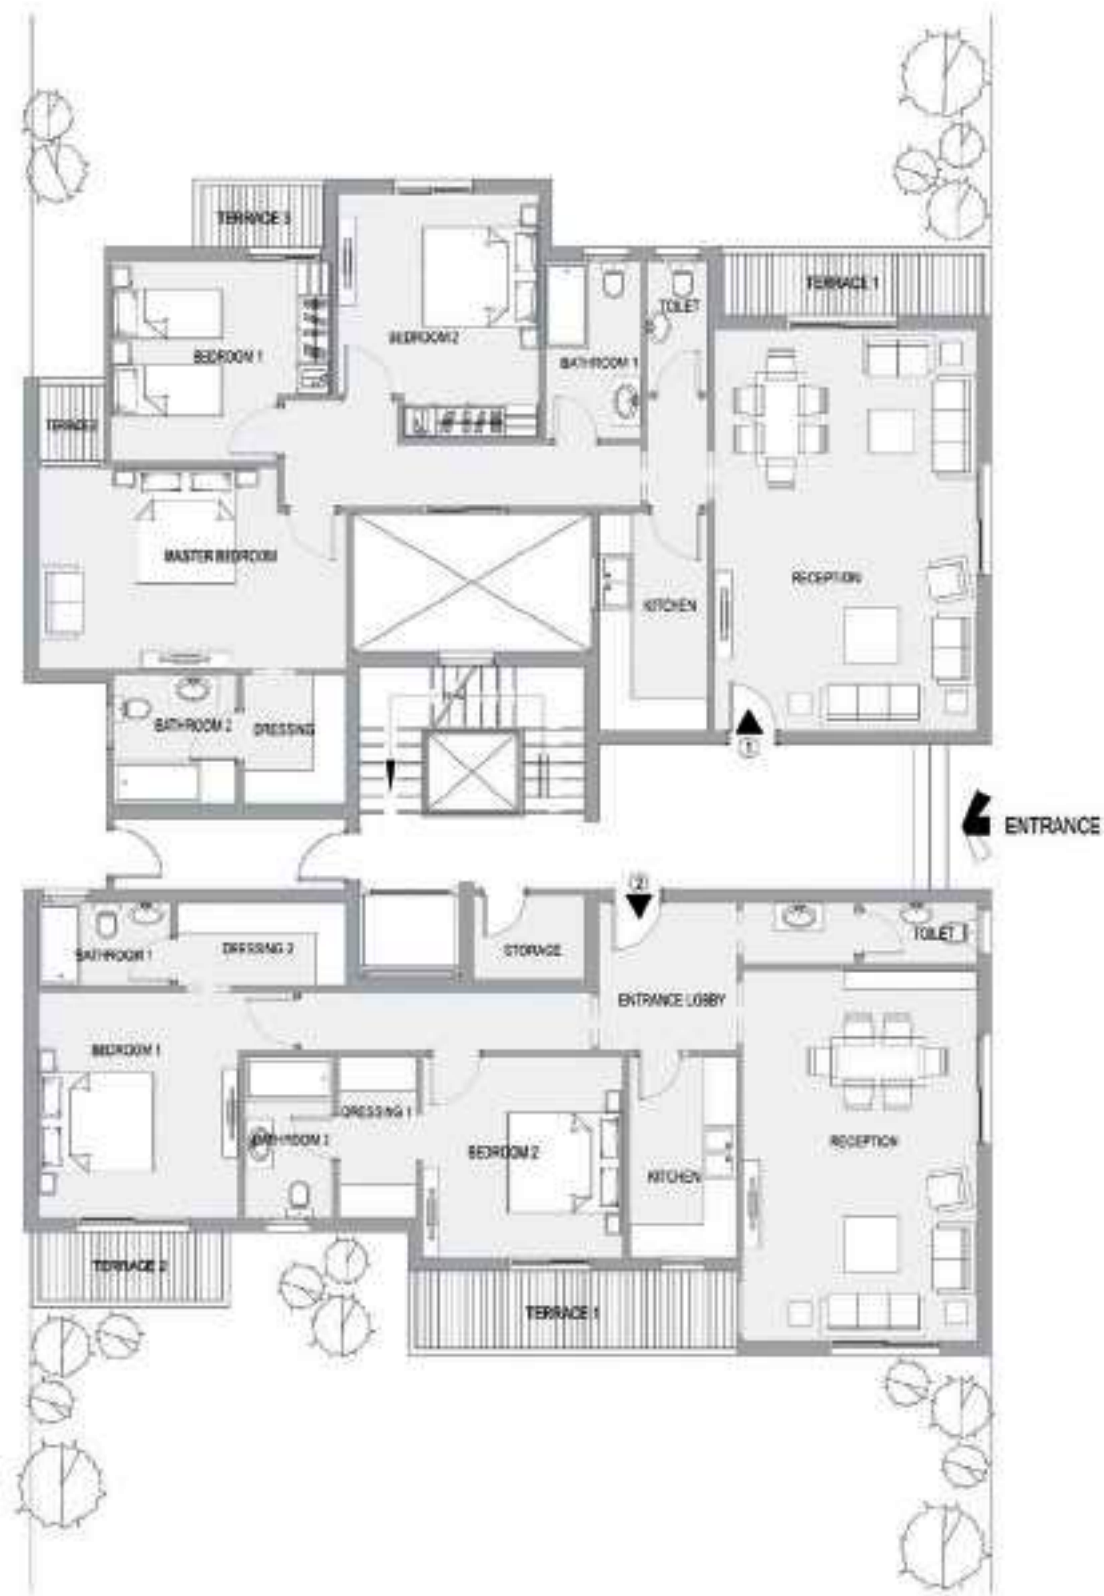 TERRACE 3
TERRACE 1
TOILET
BEDROOM 2
BEDROOM 1
BATHROOM 1
TERRACE 2
MASTER BEDROOM
RECEPTION
KITCHEN
BATHROOM 2
DRESSING
1
ENTRANCE
2
TOILET
BATHROOM 1
DRESSING 2
STORAGE
ENTRANCE LOBBY
BEDROOM 1
DRESSING 1
BATHROOM 2
BEDROOM 2
RECEPTION
KITCHEN
TERRACE 2
TERRACE 1